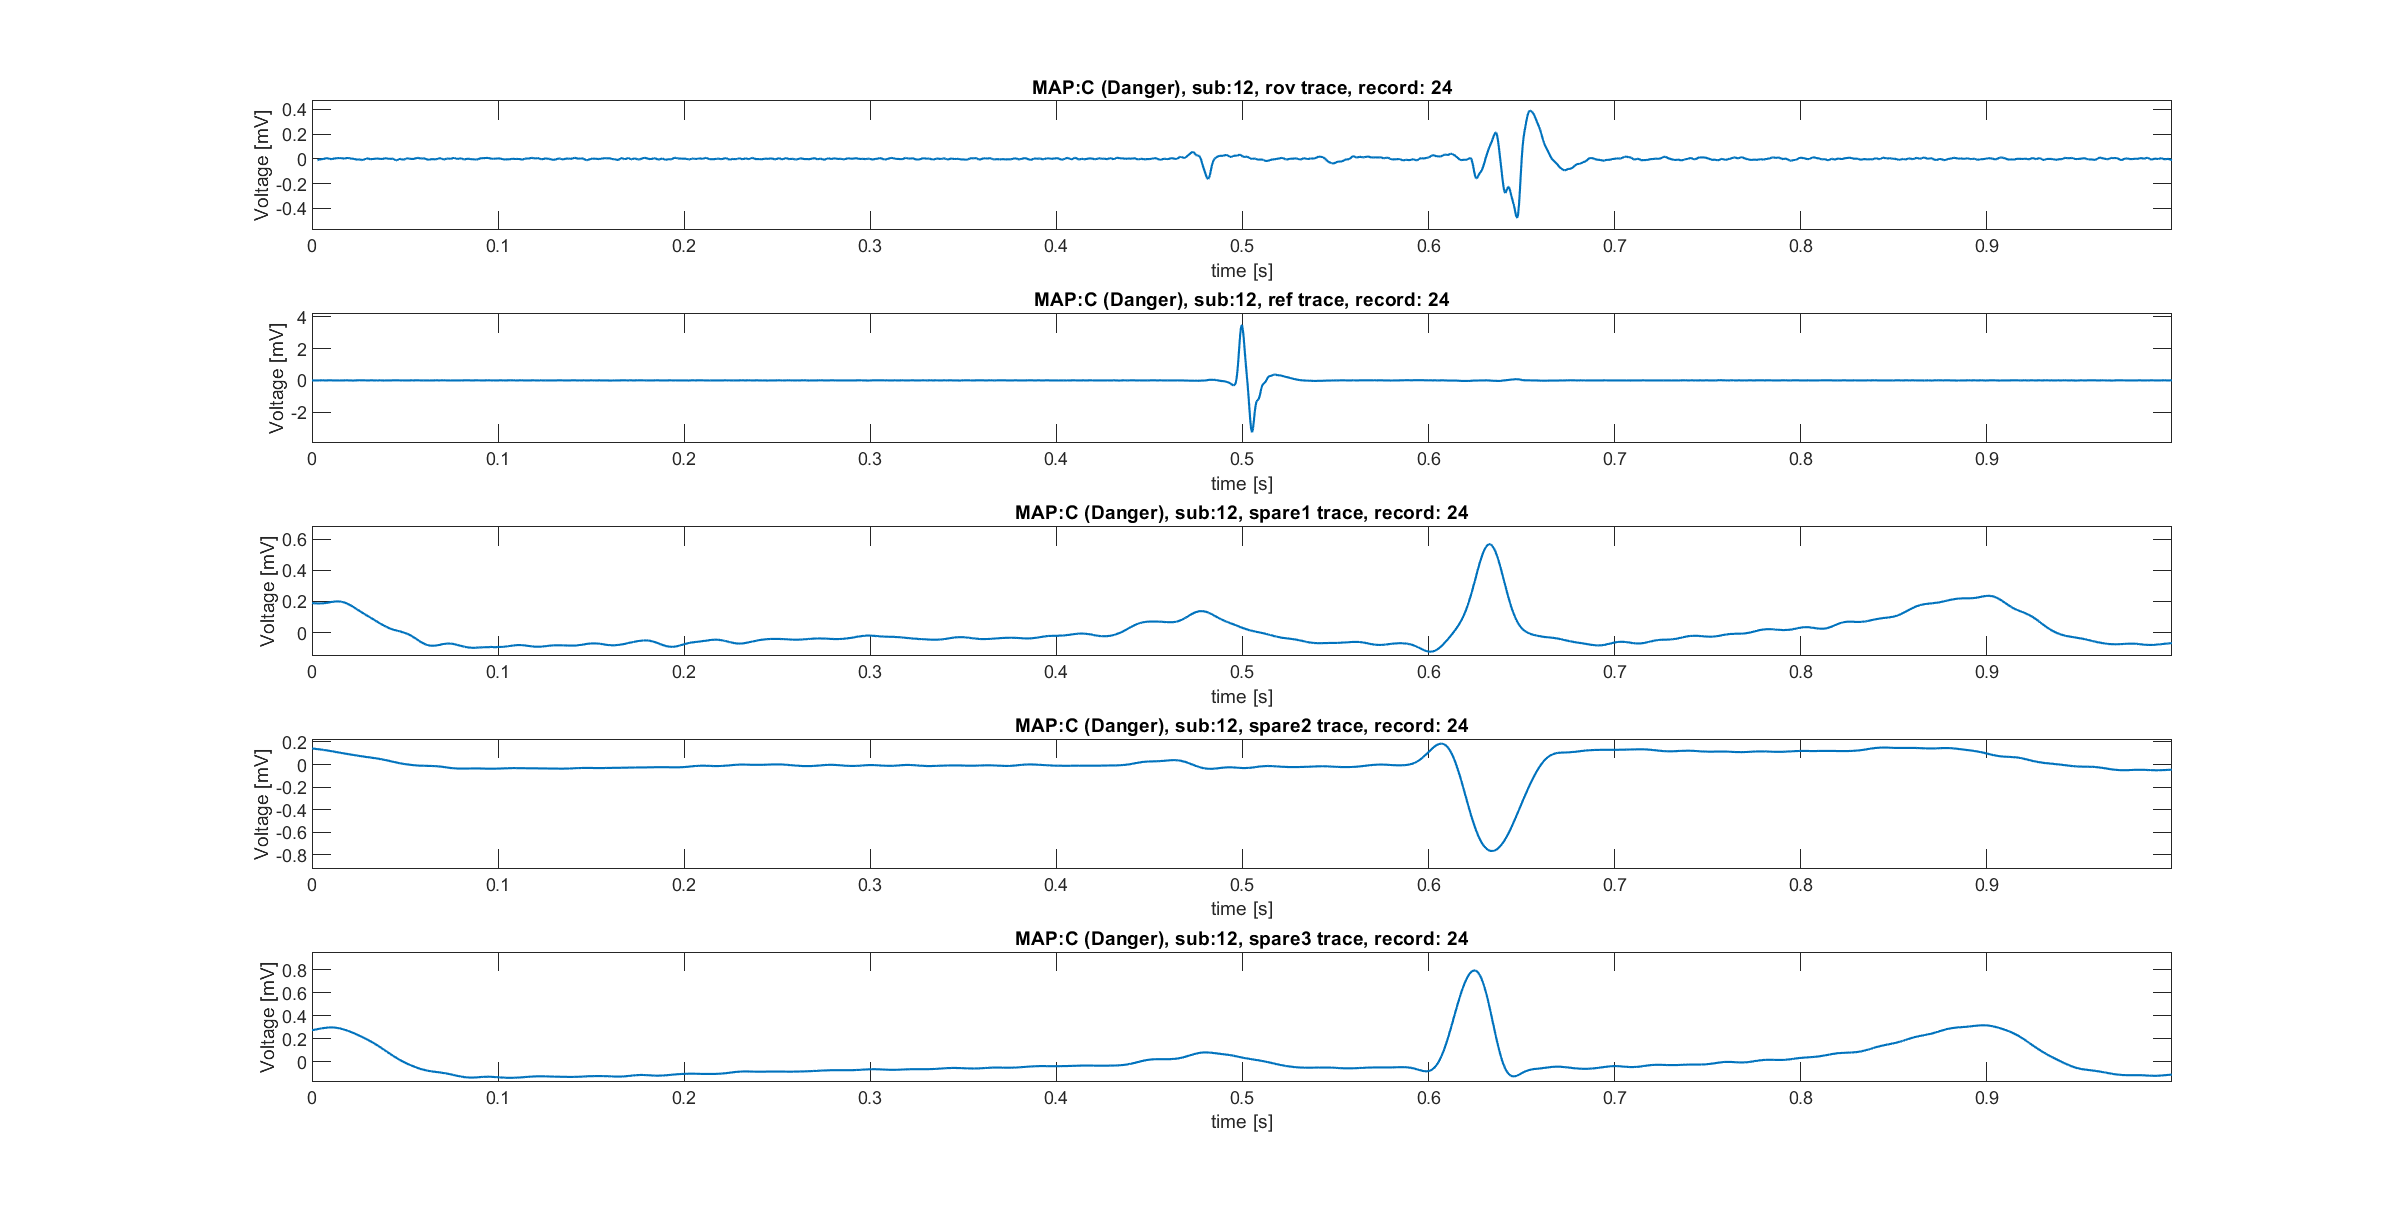 MAP:C (Danger), sub:12, rov trace, record: 24
Voltage [mV]
0.4
0.2
0
-0.2
-0.4
0 0.1 0.2 0.3 0.4 0.5 0.6 0.7 0.8 0.9
time [s]
MAP:C (Danger), sub:12, ref trace, record: 24
Voltage [mV]
4
2
0
-2
0 0.1 0.2 0.3 0.4 0.5 0.6 0.7 0.8 0.9
time [s]
MAP:C (Danger), sub:12, spare1 trace, record: 24
Voltage [mV]
0.6
0.4
0.2
0
0 0.1 0.2 0.3 0.4 0.5 0.6 0.7 0.8 0.9
time [s]
MAP:C (Danger), sub:12, spare2 trace, record: 24
Voltage [mV]
0.2
0
-0.2
-0.4
-0.6
-0.8
0 0.1 0.2 0.3 0.4 0.5 0.6 0.7 0.8 0.9
time [s]
MAP:C (Danger), sub:12, spare3 trace, record: 24
Voltage [mV]
0.8
0.6
0.4
0.2
0
0 0.1 0.2 0.3 0.4 0.5 0.6 0.7 0.8 0.9
time [s]